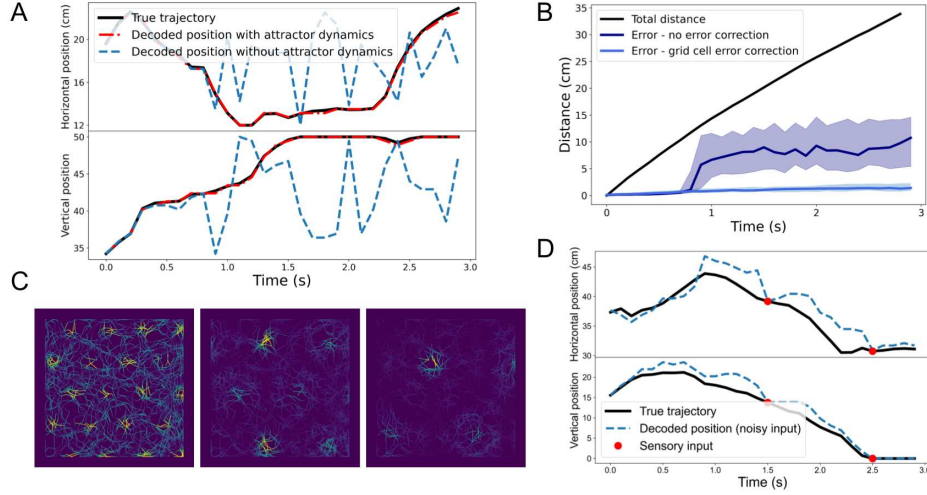 A
True trajectory
Decoded position with attractor dynamics
Decoded position without attractor dynamics
Horizontal position (cm)
20
16
12
Vertical position
50
45
40
35
0.0 0.5 1.0 1.5 2.0 2.5 3.0
Time (s)
B
Total distance
Error - no error correction
Error - grid cell error correction
Distance (cm)
35
30
25
20
15
10
5
0
0 1 2 3
Time (s)
C
D
Horizontal position (cm)
45
40
35
30
Vertical position (cm)
20
15
10
5
0
True trajectory
Decoded position (noisy input)
Sensory input
0.0 0.5 1.0 1.5 2.0 2.5 3.0
Time (s)